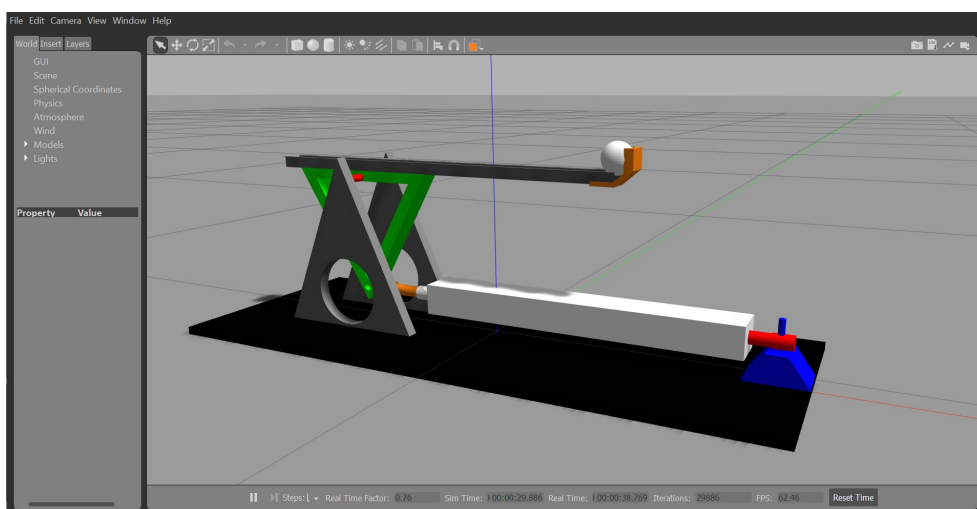 File Edit Camera View Window Help
World Insert Layers
GUI
Scene
Spherical Coordinates
Physics
Atmosphere
Wind
Models
Lights
Property Value
Steps: Real Time Factor: 0.76 Sim Time: 00:00:29.886 Real Time: 00:00:38.769 Iterations: 29886 FPS: 62.46 Reset Time